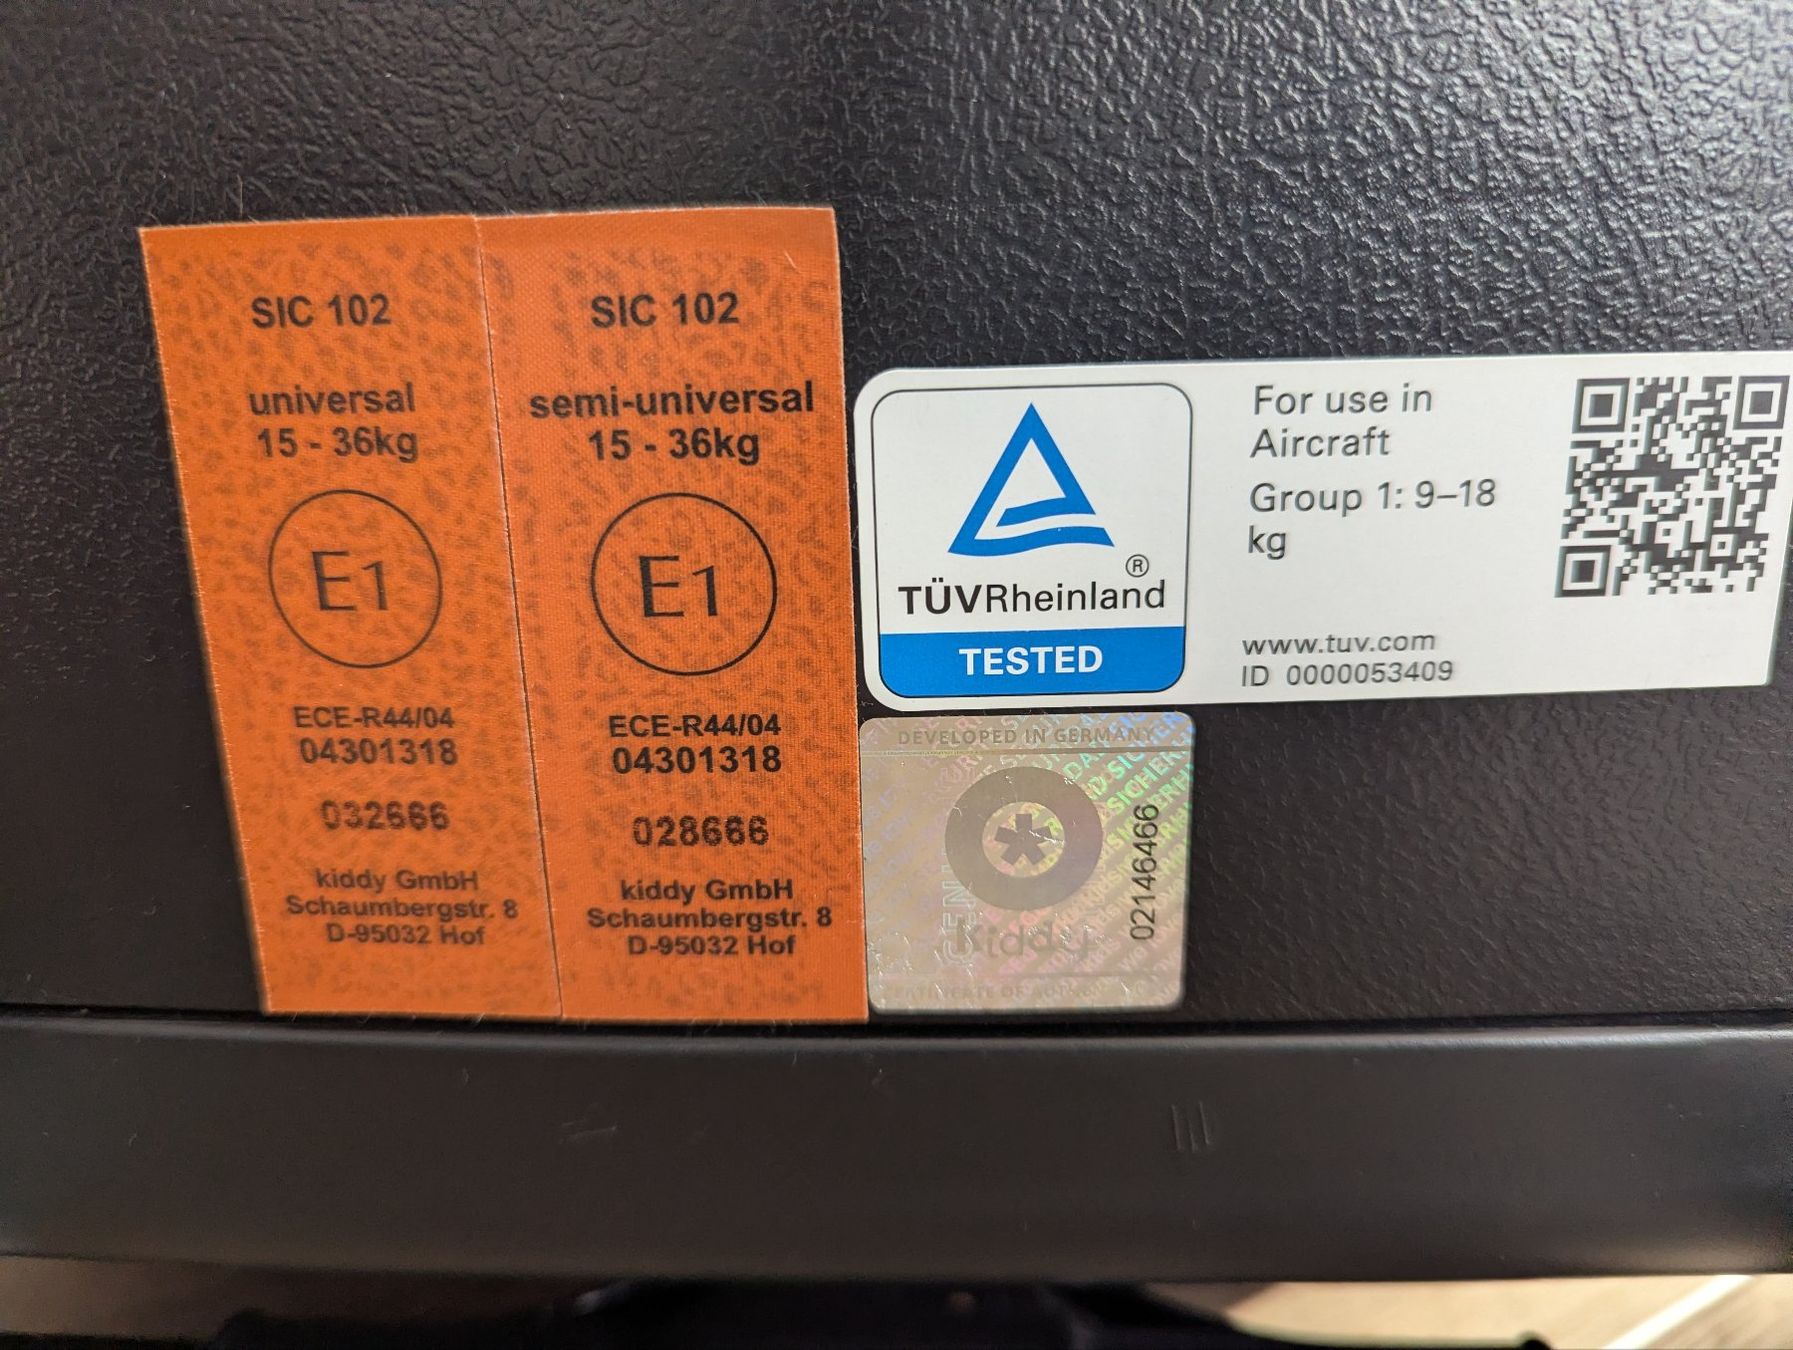 SIC 102
universal
15 - 36kg
E1
ECE-R44/04
04301318
032666
kiddy GmbH
Schaumbergstr. 8
D-95032 Hof
SIC 102
semi-universal
15 - 36kg
E1
ECE-R44/04
04301318
028666
kiddy GmbH
Schaumbergstr. 8
D-95032 Hof
®
TÜVRheinland
TESTED
For use in
Aircraft
Group 1: 9–18
kg
www.tuv.com
ID 0000053409
DEVELOPED IN GERMANY
kiddy
02146466